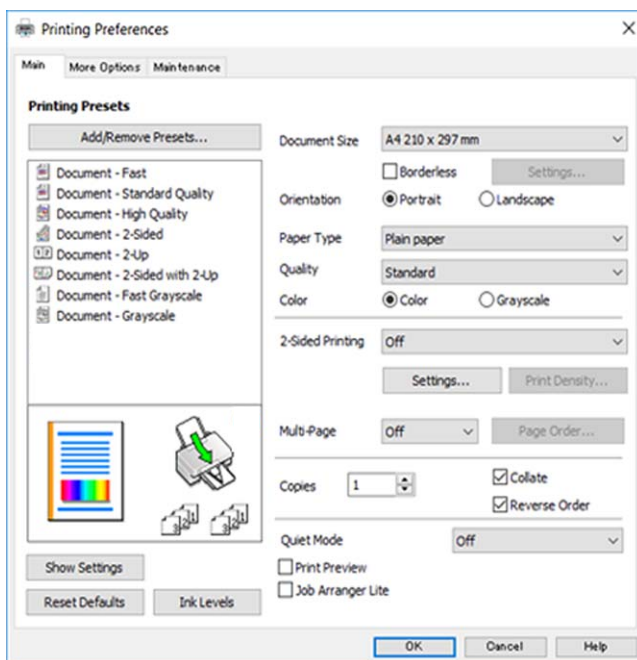 Printing Preferences
Main More Options Maintenance
Printing Presets
Add/Remove Presets...
Document - Fast
Document - Standard Quality
Document - High Quality
Document - 2-Sided
Document - 2-Up
Document - 2-Sided with 2-Up
Document - Fast Grayscale
Document - Grayscale
Show Settings
Reset Defaults Ink Levels
Document Size A4 210 x 297 mm
Borderless Settings...
Orientation Portrait Landscape
Paper Type Plain paper
Quality Standard
Color Color Grayscale
2-Sided Printing Off
Settings... Print Density...
Multi-Page Off Page Order...
Copies 1 Collate
Reverse Order
Quiet Mode Off
Print Preview
Job Arranger Lite
OK Cancel Help